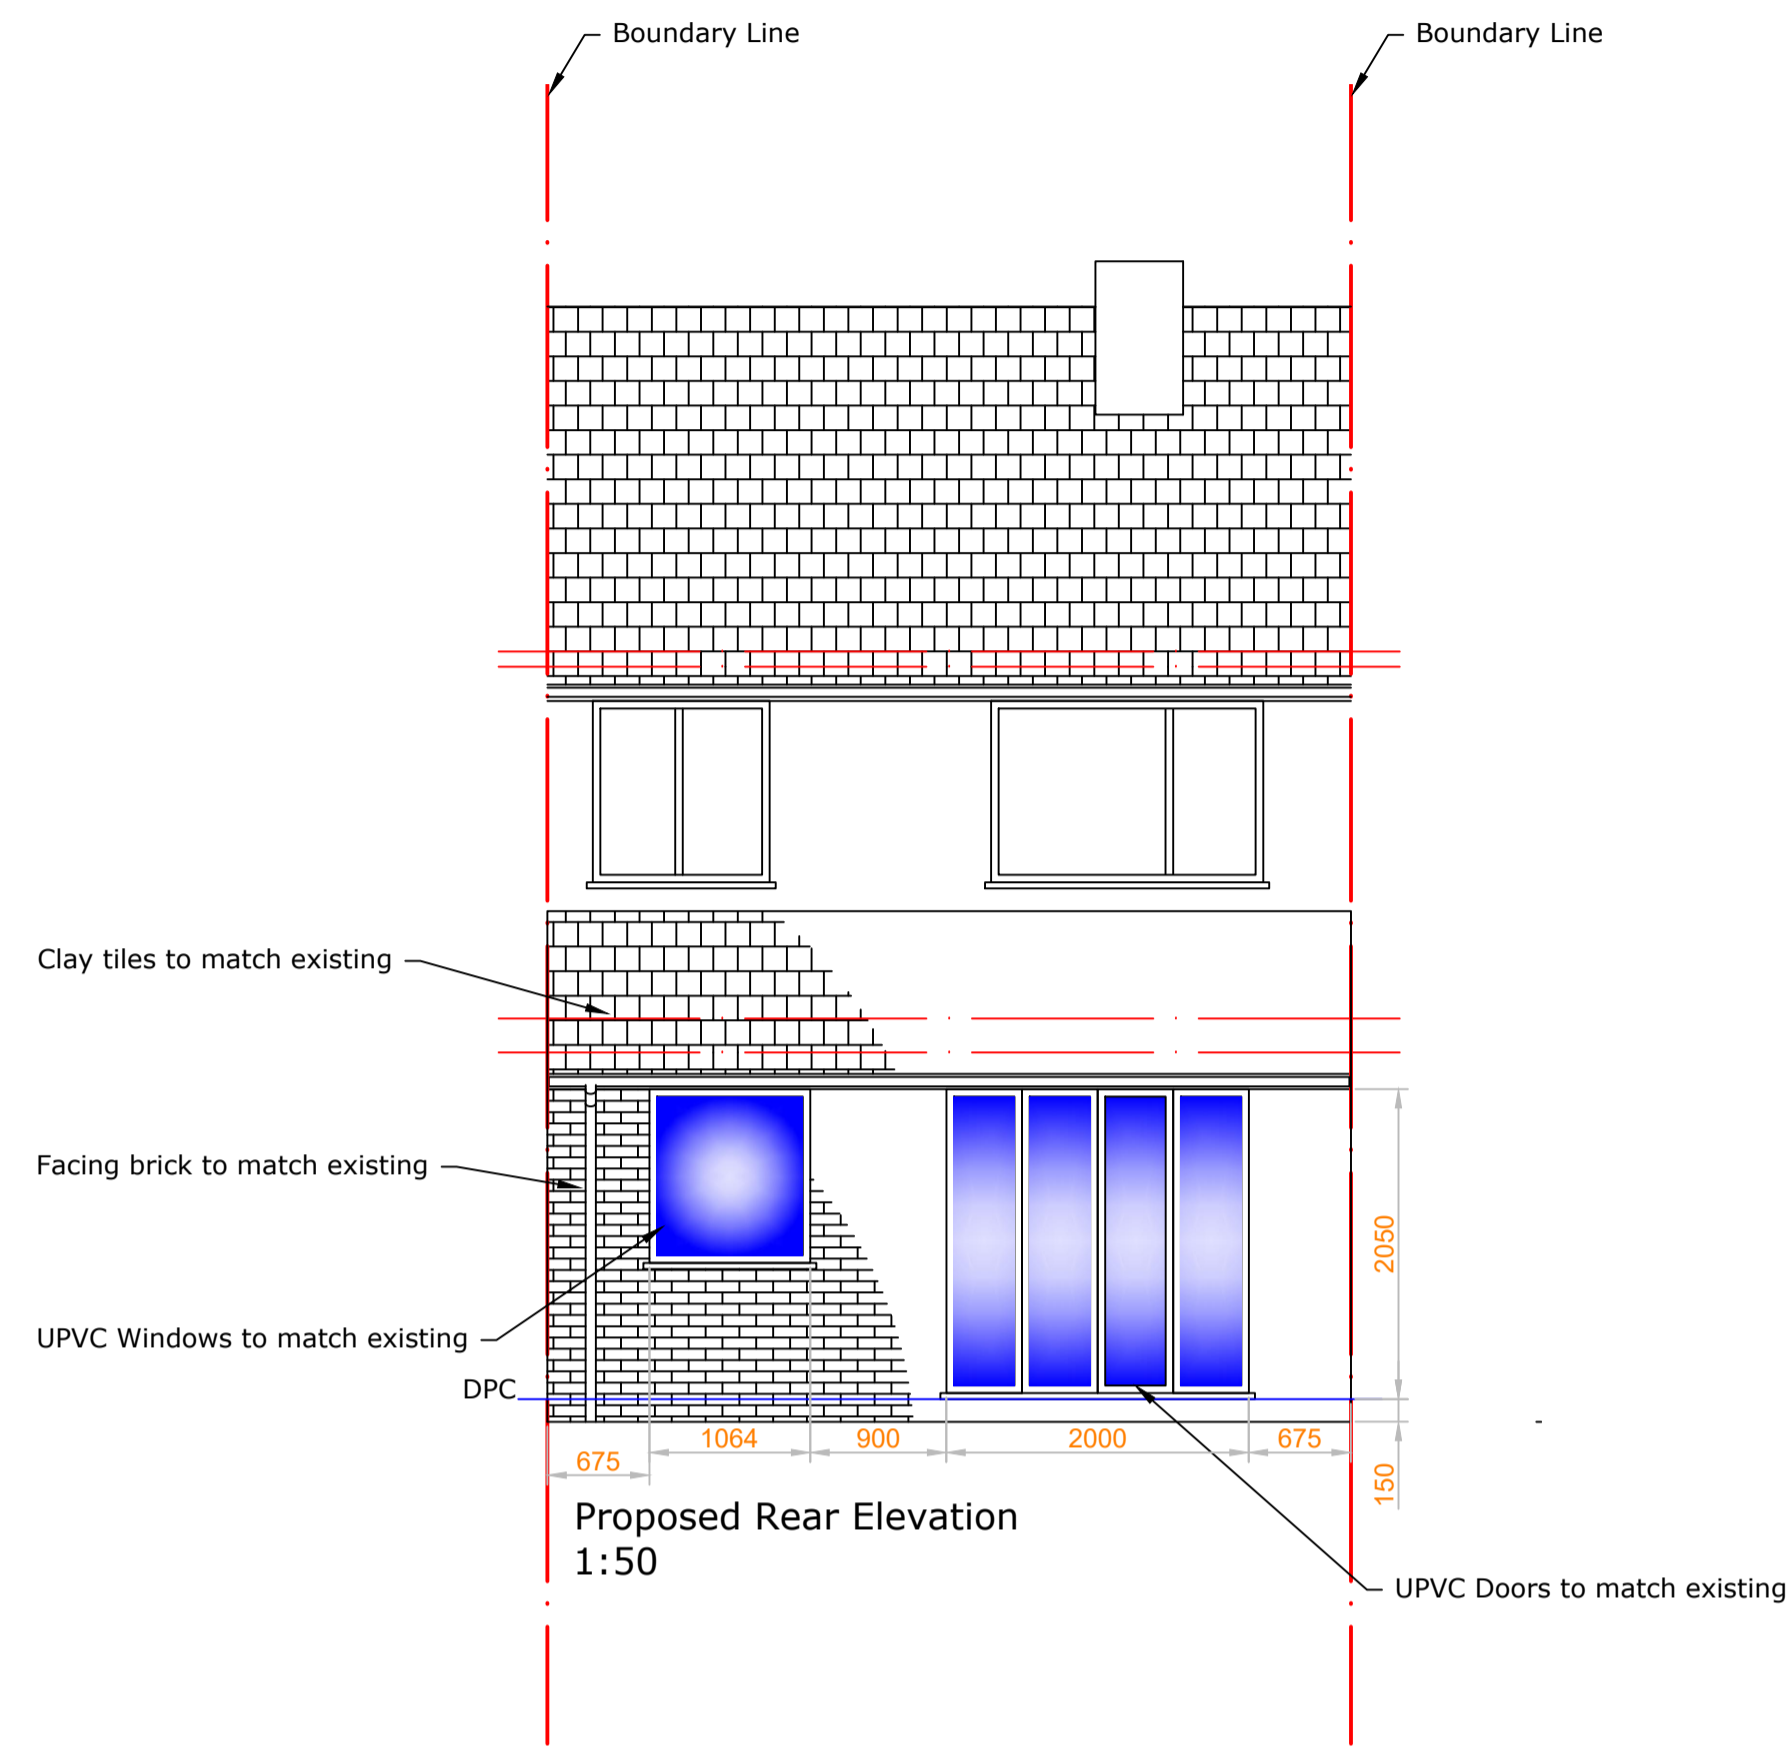 Boundary Line
Boundary Line
Clay tiles to match existing
Facing brick to match existing
UPVC Windows to match existing
DPC
2050
1064
900
2000
675
675
150
Proposed Rear Elevation
1:50
UPVC Doors to match existing